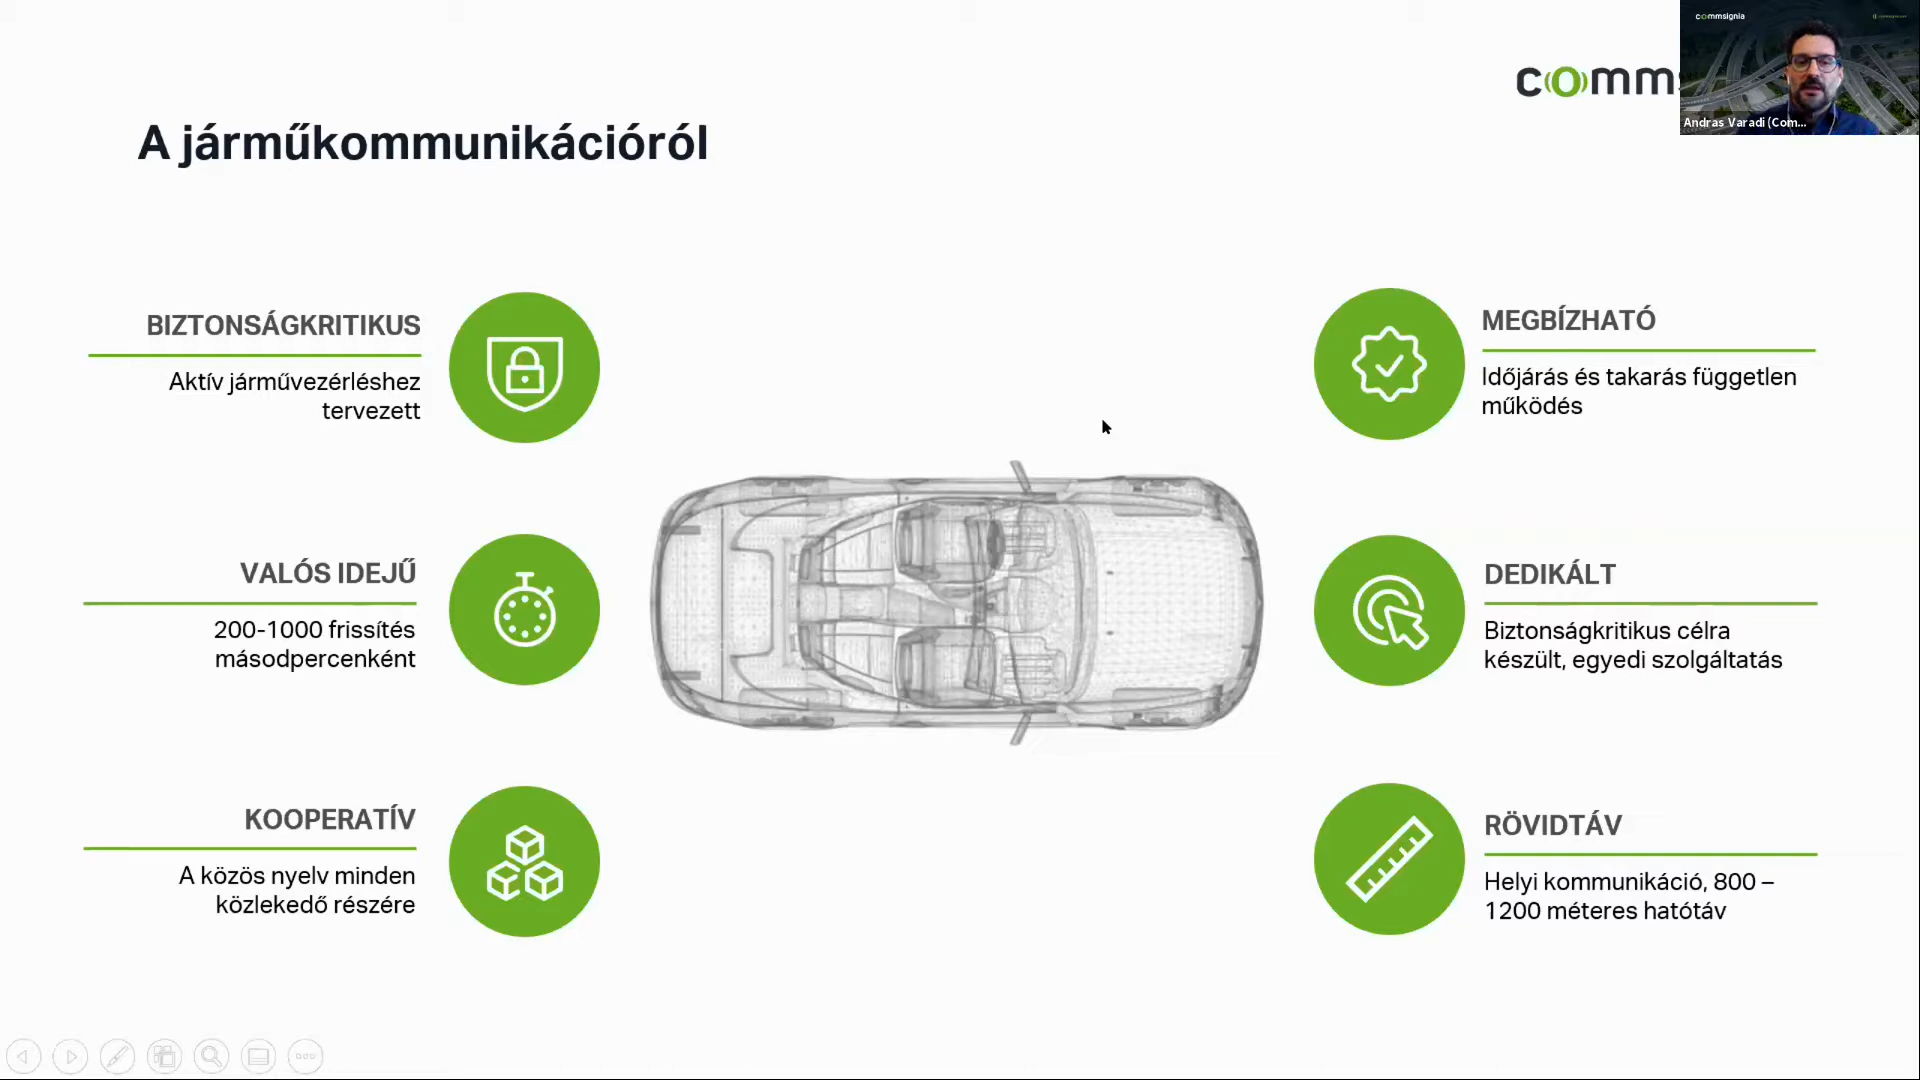 commsignia
comms
Andras Varadi (Com...
A járműkommunikációról
BIZTONSÁGKRITIKUS
Aktív járművezérléshez
tervezett
VALÓS IDEJŰ
200-1000 frissítés
másodpercenként
KOOPERATÍV
A közös nyelv minden
közlekedő részére
MEGBÍZHATÓ
Időjárás és takarás független
működés
DEDIKÁLT
Biztonságkritikus célra
készült, egyedi szolgáltatás
RÖVIDTÁV
Helyi kommunikáció, 800 –
1200 méteres hatótáv